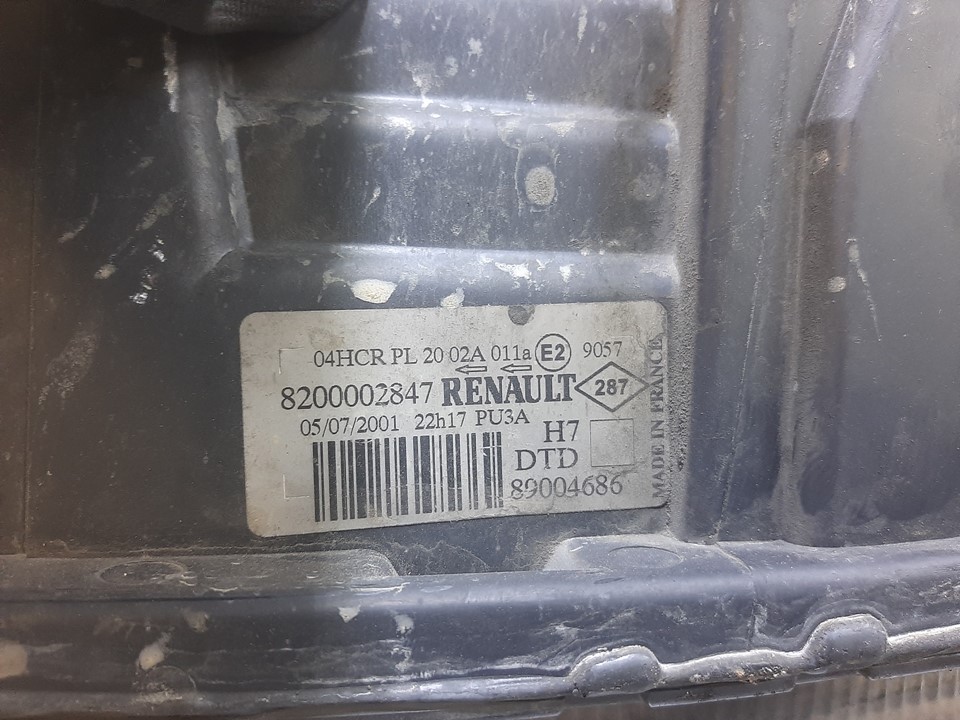 04HCR PL 20 02A 011a E2 9057
8200002847 RENAULT 287
05/07/2001 22h17 PU3A
H7
DTD
89004686
MADE IN FRANCE